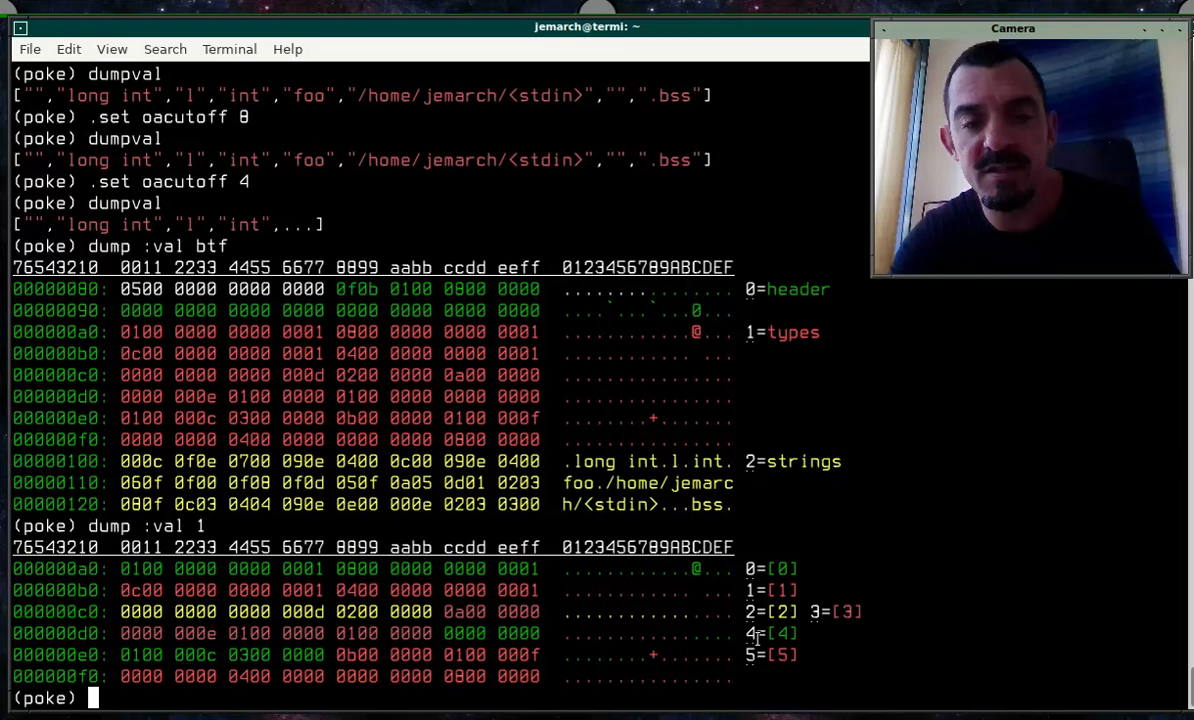 jemarch@termi: ~
Camera
File Edit View Search Terminal Help
(poke) dumpval
["","long int","l","int","foo","/home/jemarch/<stdin>","",".bss"]
(poke) .set oacutoff 8
(poke) dumpval
["","long int","l","int","foo","/home/jemarch/<stdin>","",".bss"]
(poke) .set oacutoff 4
(poke) dumpval
["","long int","l","int",...]
(poke) dump :val btf
76543210 0011 2233 4455 6677 8899 aabb ccdd eeff 0123456789ABCDEF
00000080: 0500 0000 0000 0000 0f0b 0100 0800 0000 ................ 0=header
00000090: 0000 0000 0000 0000 0000 0000 0000 0000 ....`...`...0...
000000a0: 0100 0000 0000 0001 0800 0000 0000 0001 ............@... 1=types
000000b0: 0c00 0000 0000 0001 0400 0000 0000 0001 ............ ...
000000c0: 0000 0000 0000 000d 0200 0000 0a00 0000 ................
000000d0: 0000 000e 0100 0000 0100 0000 0000 0000 ................
000000e0: 0100 000c 0300 0000 0b00 0000 0100 000f ........+.......
000000f0: 0000 0000 0400 0000 0000 0000 0800 0000 ................
00000100: 000c 0f0e 0700 090e 0400 0c00 090e 0400 .long int.l.int. 2=strings
00000110: 060f 0f00 0f08 0f0d 050f 0a05 0d01 0203 foo./home/jemarc
00000120: 080f 0c03 0404 090e 0e00 000e 0203 0300 h/<stdin>...bss.
(poke) dump :val 1
76543210 0011 2233 4455 6677 8899 aabb ccdd eeff 0123456789ABCDEF
000000a0: 0100 0000 0000 0001 0800 0000 0000 0001 ............@... 0=[0]
000000b0: 0c00 0000 0000 0001 0400 0000 0000 0001 ............ ... 1=[1]
000000c0: 0000 0000 0000 000d 0200 0000 0a00 0000 ................ 2=[2] 3=[3]
000000d0: 0000 000e 0100 0000 0100 0000 0000 0000 ................ 4=[4]
000000e0: 0100 000c 0300 0000 0b00 0000 0100 000f ........+....... 5=[5]
000000f0: 0000 0000 0400 0000 0000 0000 0800 0000 ................
(poke)